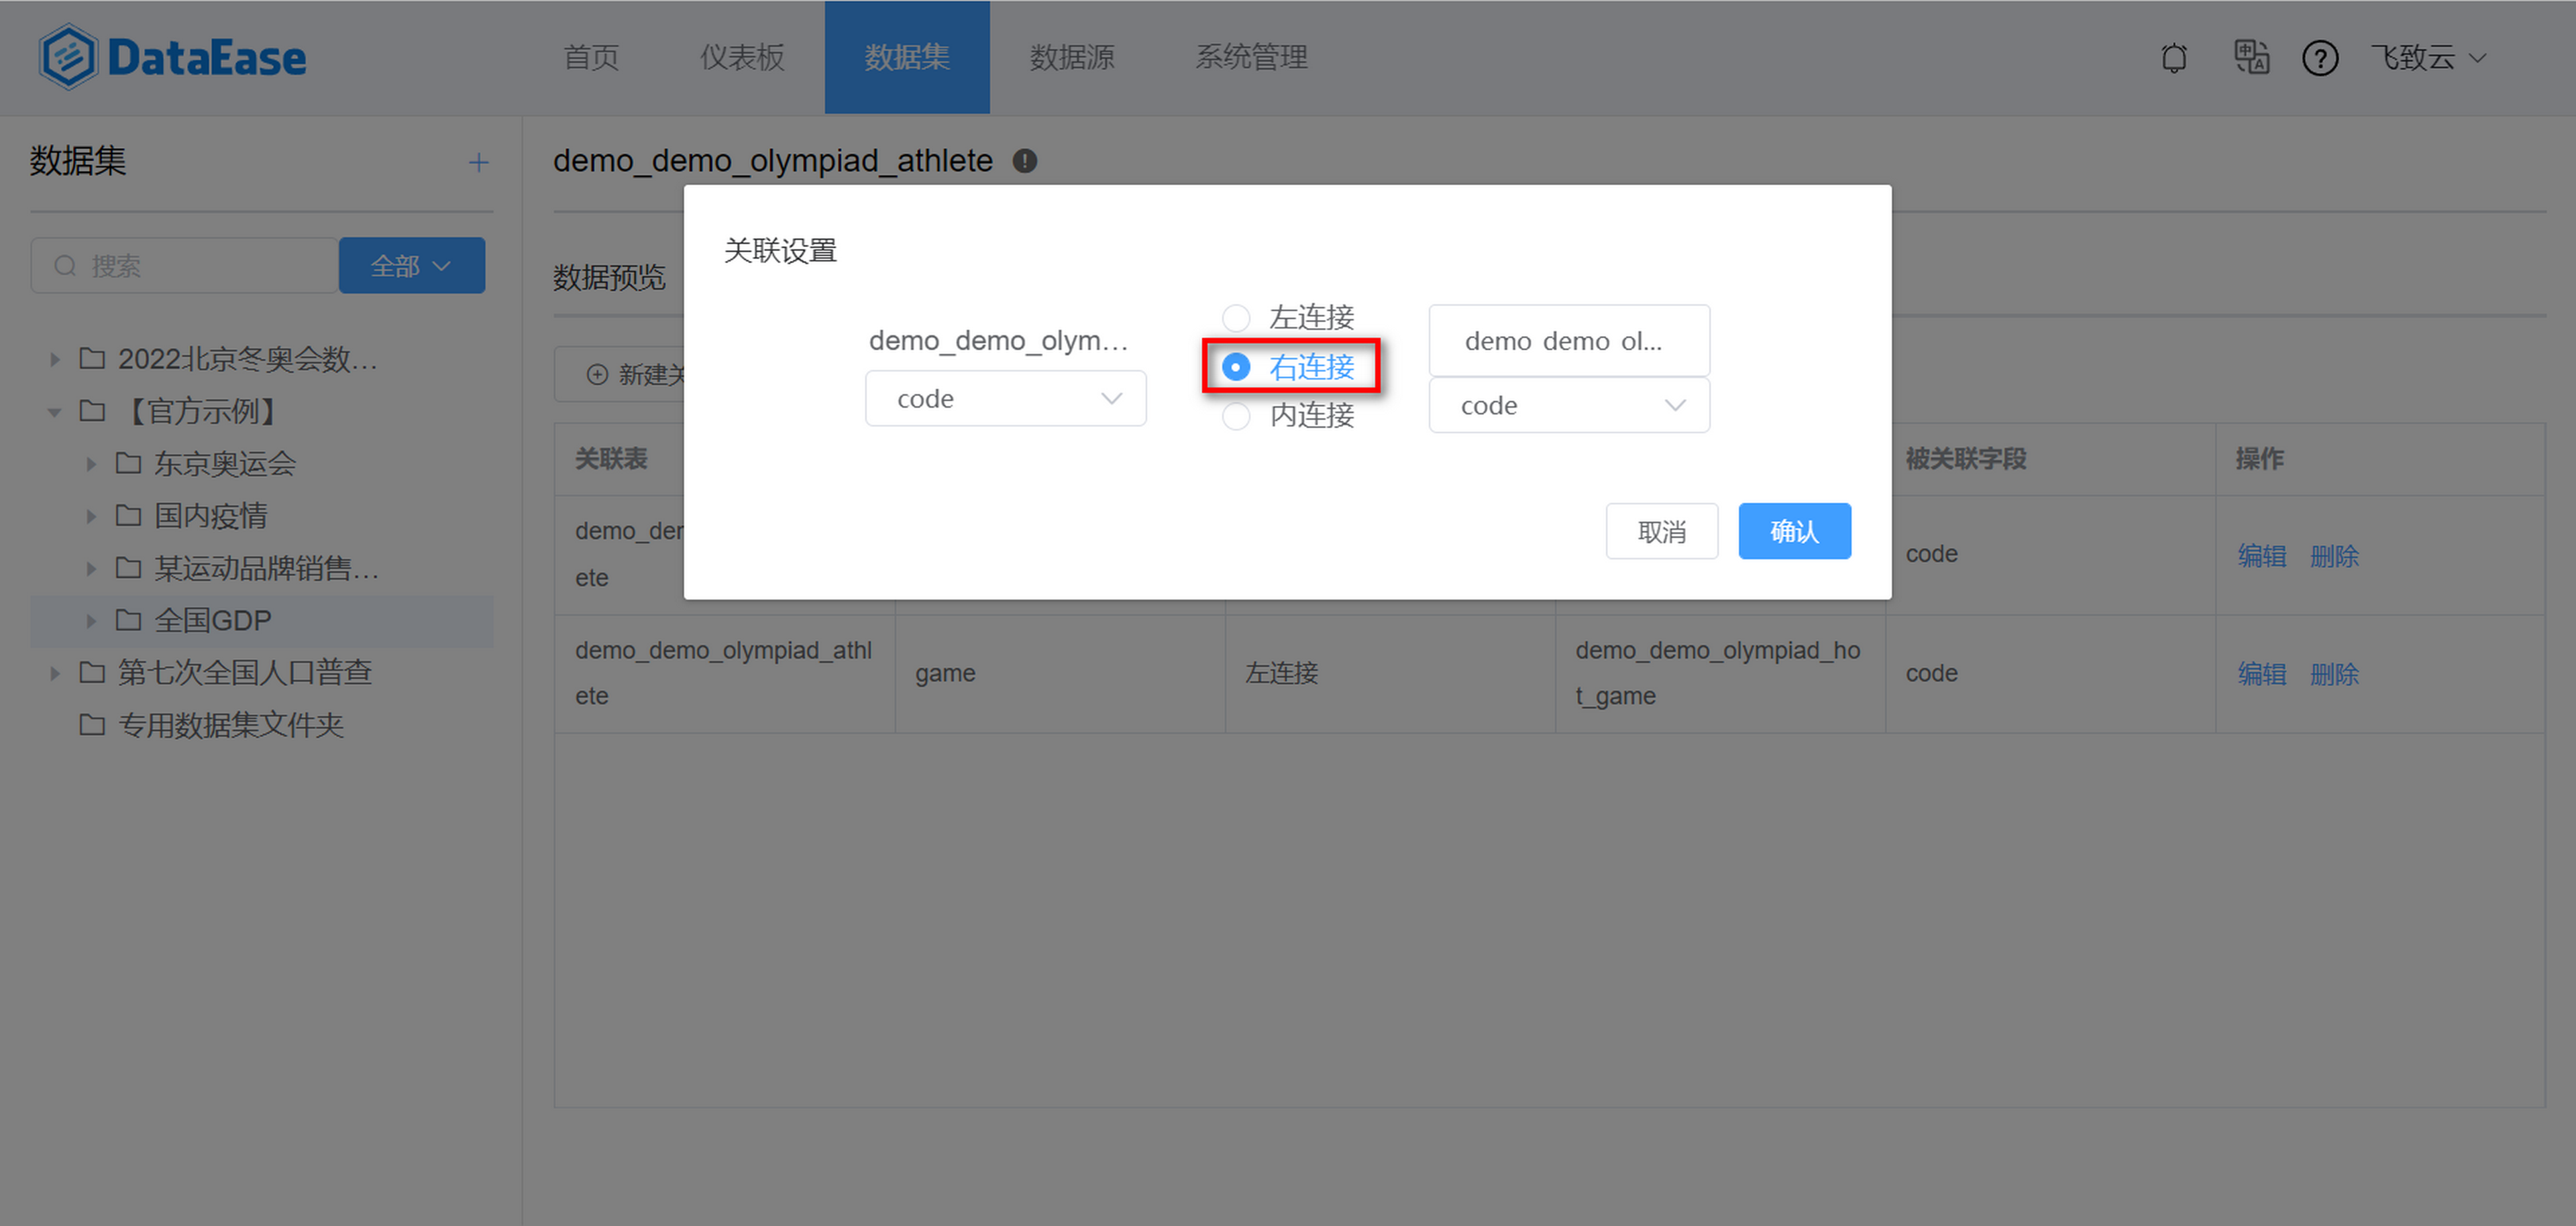 DataEase
首页
仪表板
数据集
数据源
系统管理
飞致云
数据集
搜索
全部
2022北京冬奥会数...
【官方示例】
东京奥运会
国内疫情
某运动品牌销售...
全国GDP
第七次全国人口普查
专用数据集文件夹
demo_demo_olympiad_athlete
数据预览
新建关
关联设置
demo_demo_olym...
code
左连接
右连接
内连接
demo demo ol...
code
取消
确认
关联表
被关联字段
操作
demo_der
ete
code
编辑 删除
demo_demo_olympiad_athl
ete
game
左连接
demo_demo_olympiad_ho
t_game
code
编辑 删除